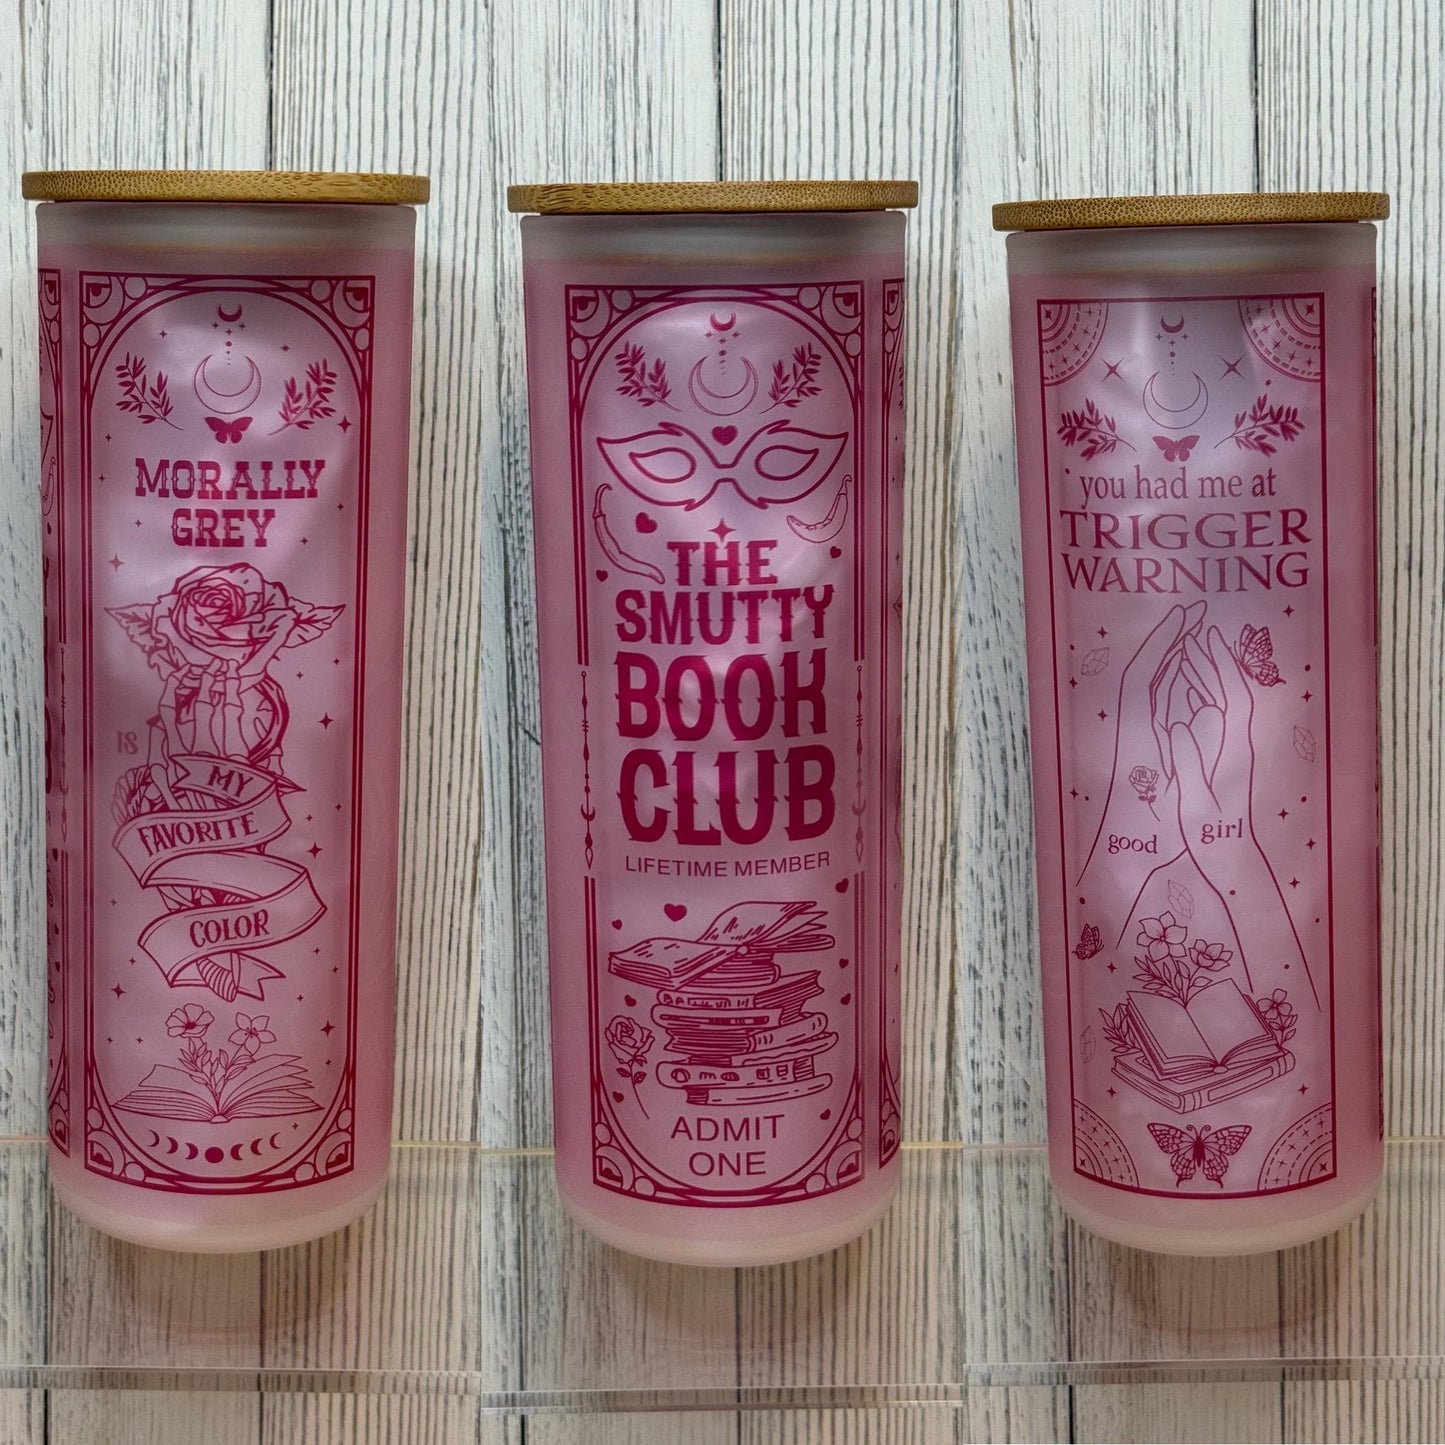 MORALLY
GREY
IS
MY
FAVORITE
COLOR
THE
SMUTTY
BOOK
CLUB
LIFETIME MEMBER
ADMIT
ONE
you had me at
TRIGGER
WARNING
good
girl